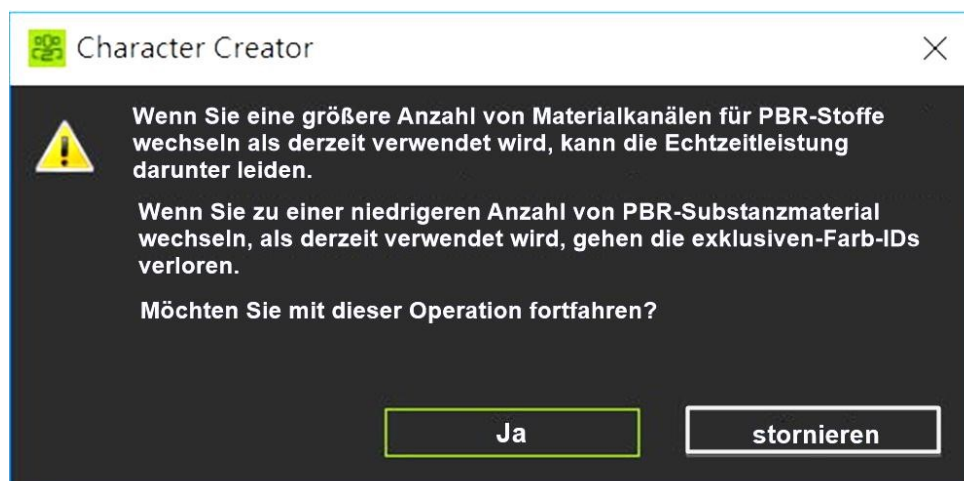 Character Creator
Wenn Sie eine größere Anzahl von Materialkanälen für PBR-Stoffe
wechseln als derzeit verwendet wird, kann die Echtzeitleistung
darunter leiden.
Wenn Sie zu einer niedrigeren Anzahl von PBR-Substanzmaterial
wechseln, als derzeit verwendet wird, gehen die exklusiven-Farb-IDs
verloren.
Möchten Sie mit dieser Operation fortfahren?
Ja
stornieren